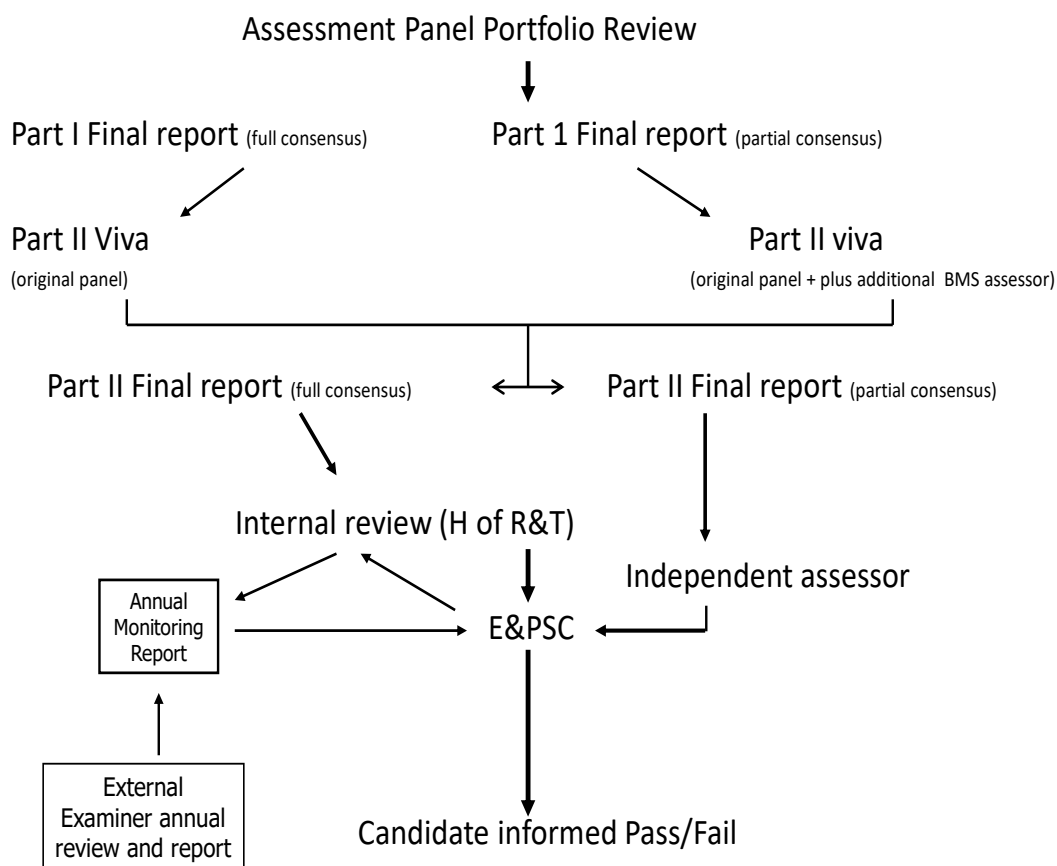 Assessment Panel Portfolio Review
Part I Final report (full consensus)
Part 1 Final report (partial consensus)
Part II Viva
(original panel)
Part II viva
(original panel + plus additional BMS assessor)
Part II Final report (full consensus)
Part II Final report (partial consensus)
Internal review (H of R&T)
Independent assessor
Annual
Monitoring
Report
E&PSC
External
Examiner annual
review and report
Candidate informed Pass/Fail